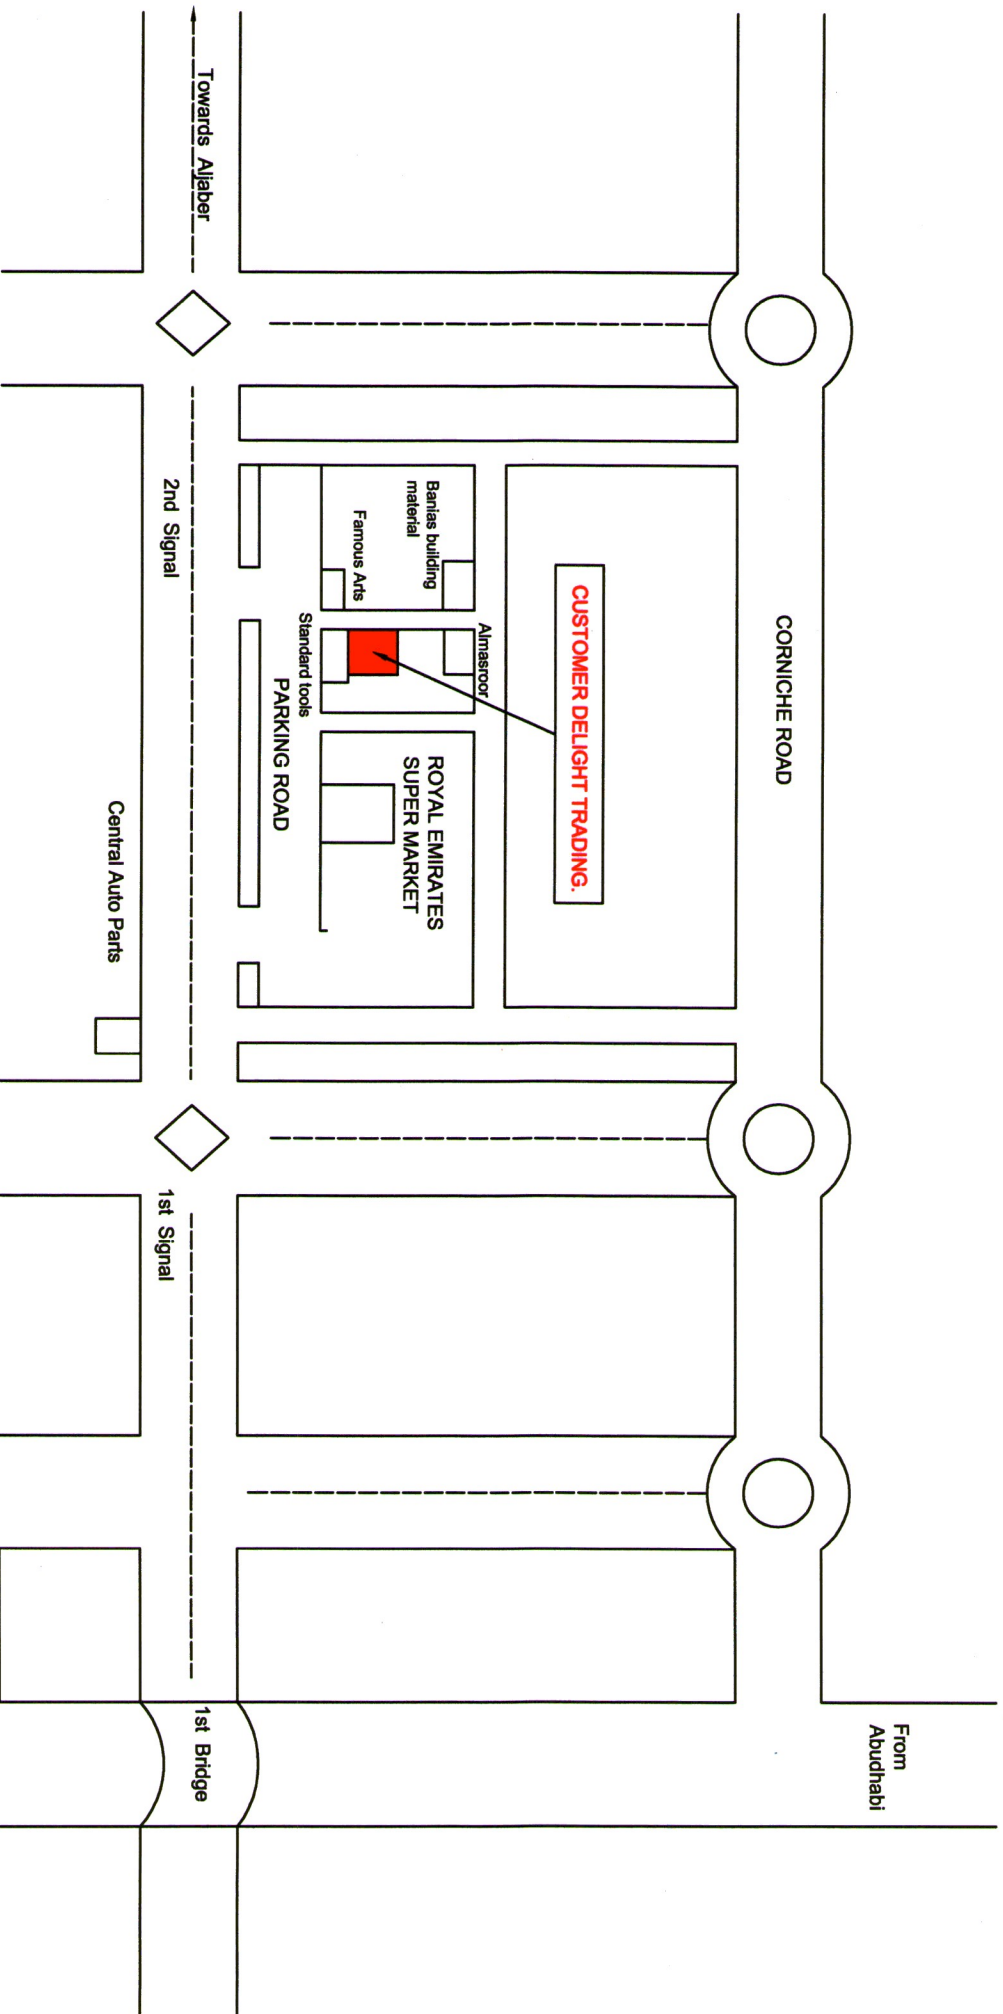 From
Abudhabi
CORNICHE ROAD
CUSTOMER DELIGHT TRADING.
Almasroor
Banias building
material
Famous Arts
Standard tools
ROYAL EMIRATES
SUPER MARKET
PARKING ROAD
Towards Aljaber
2nd Signal
1st Signal
1st Bridge
Central Auto Parts